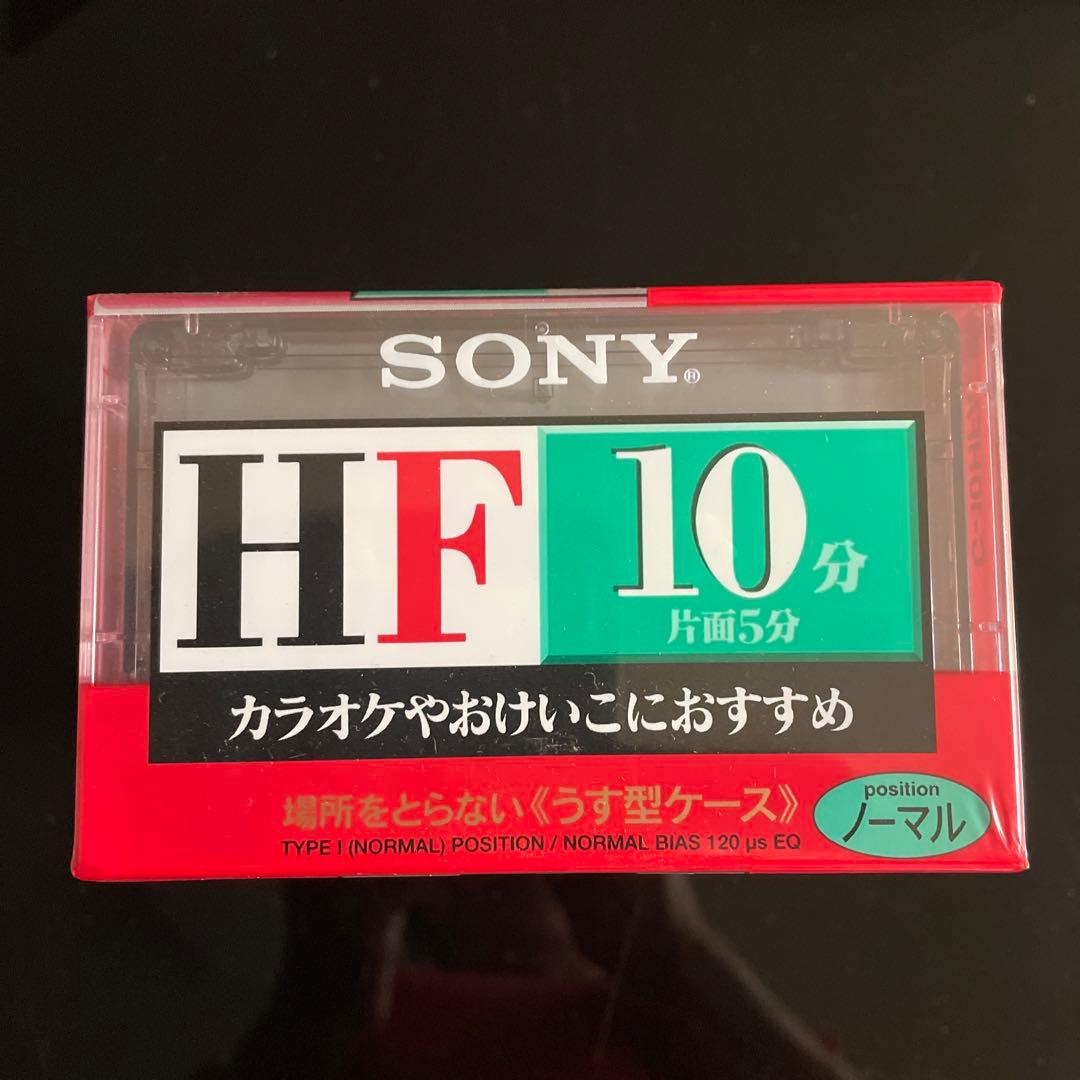 SONY®
HF
10分
片面5分
カラオケやおけいこにおすすめ
場所をとらない《うす型ケース》
TYPE I (NORMAL) POSITION / NORMAL BIAS 120 µs EQ
position
ノーマル